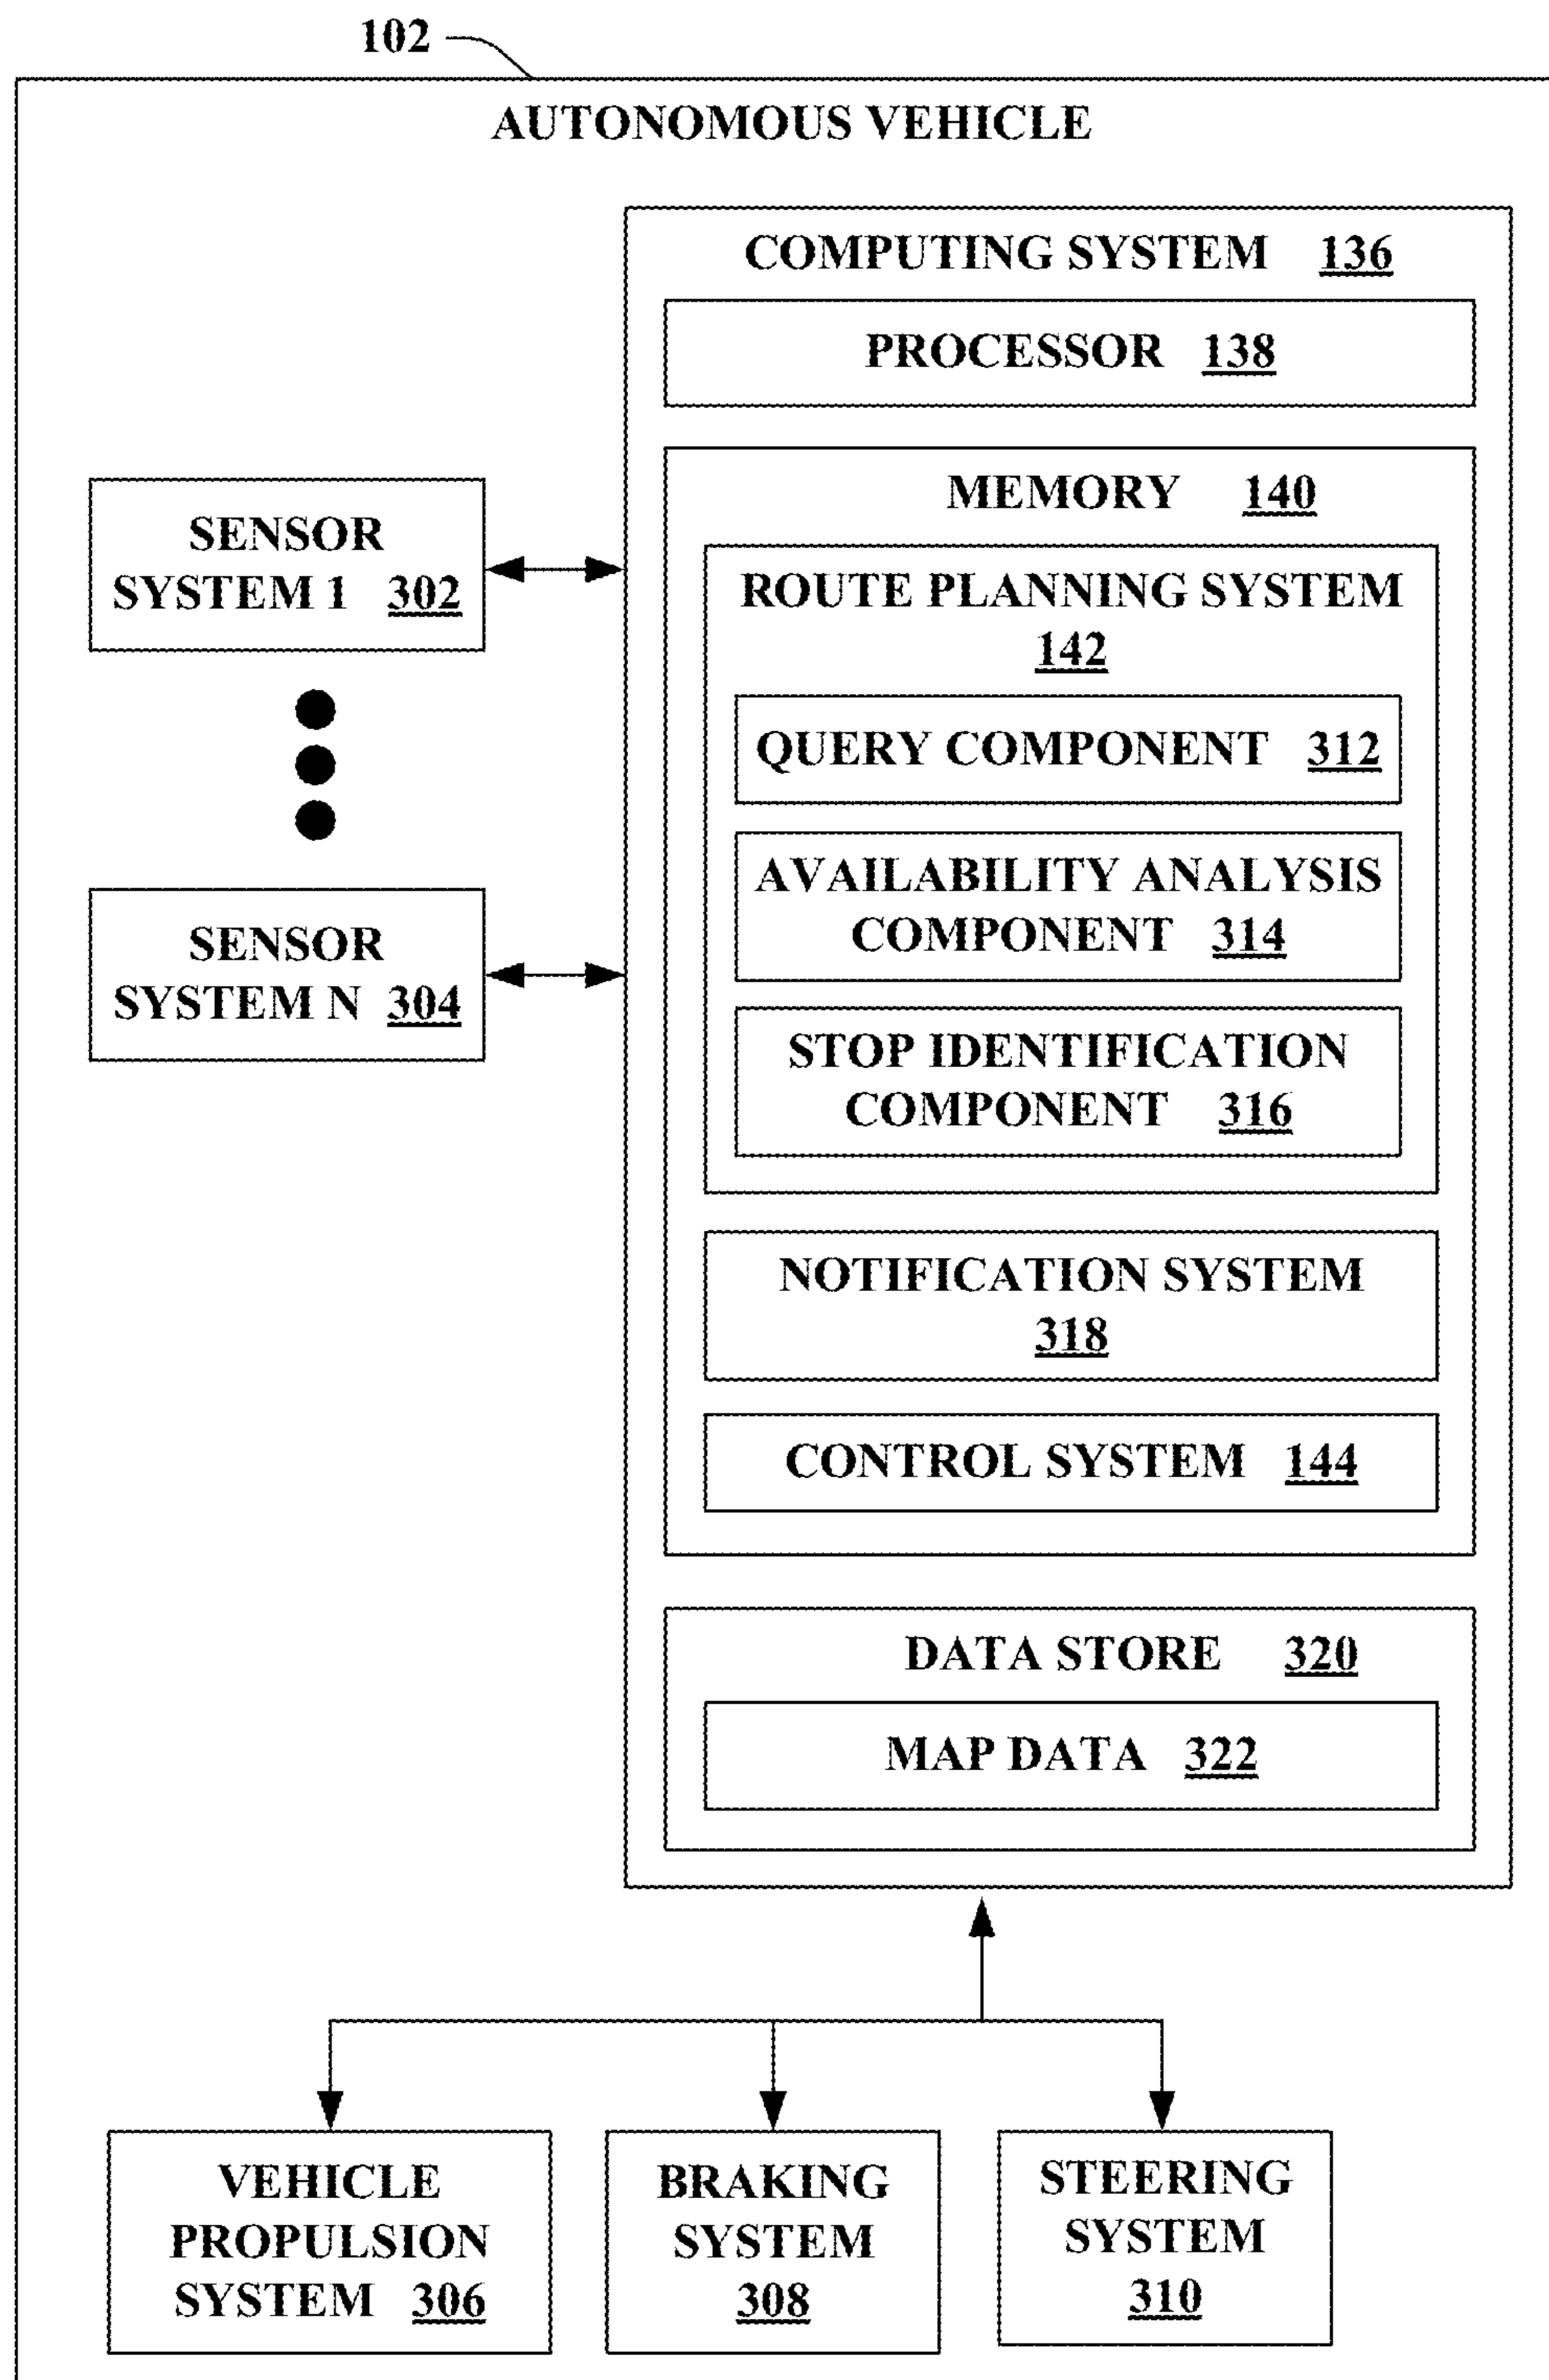 102
AUTONOMOUS VEHICLE
COMPUTING SYSTEM 136
PROCESSOR 138
MEMORY 140
ROUTE PLANNING SYSTEM
142
QUERY COMPONENT 312
AVAILABILITY ANALYSIS
COMPONENT 314
STOP IDENTIFICATION
COMPONENT 316
NOTIFICATION SYSTEM
318
CONTROL SYSTEM 144
DATA STORE 320
MAP DATA 322
SENSOR
SYSTEM 1 302
SENSOR
SYSTEM N 304
VEHICLE
PROPULSION
SYSTEM 306
BRAKING
SYSTEM
308
STEERING
SYSTEM
310